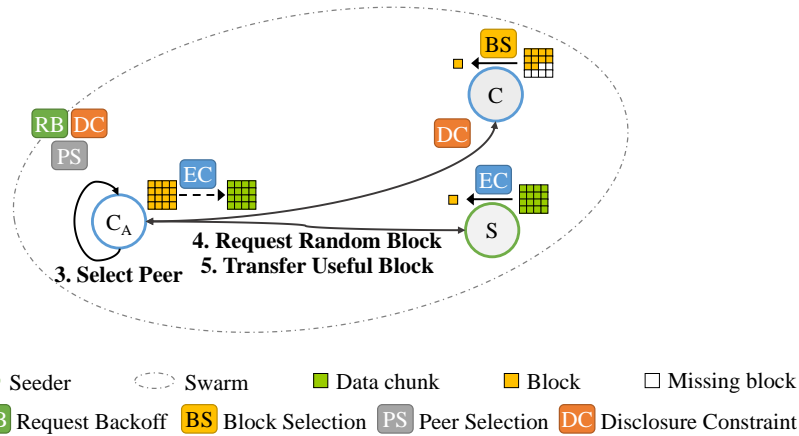 BS
C
RB DC
DC
PS
EC
EC
C_A
S
4. Request Random Block
5. Transfer Useful Block
3. Select Peer
Seeder Swarm Data chunk Block Missing block
B Request Backoff BS Block Selection PS Peer Selection DC Disclosure Constraint